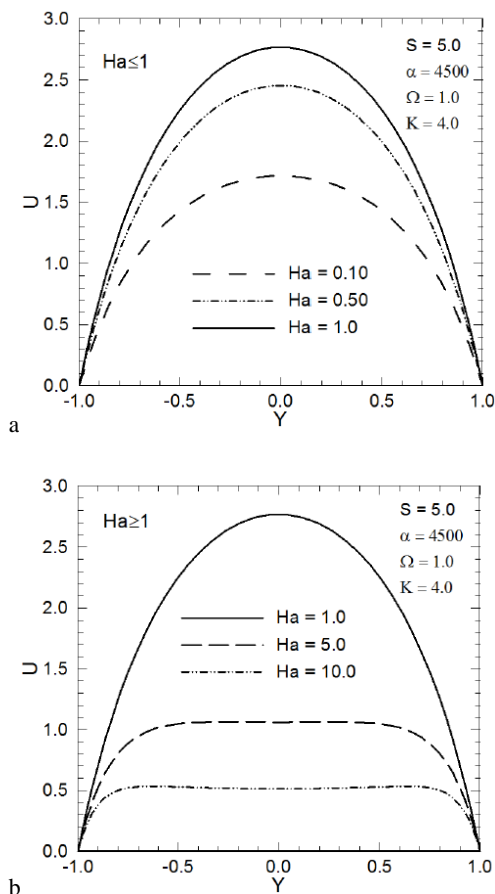 a
3.0
2.5
2.0
1.5
1.0
0.5
0.0
U
Ha≤1
S = 5.0
α = 4500
Ω = 1.0
K = 4.0
Ha = 0.10
Ha = 0.50
Ha = 1.0
-1.0 -0.5 0.0 0.5 1.0
Y
b
3.0
2.5
2.0
1.5
1.0
0.5
0.0
U
Ha≥1
S = 5.0
α = 4500
Ω = 1.0
K = 4.0
Ha = 1.0
Ha = 5.0
Ha = 10.0
-1.0 -0.5 0.0 0.5 1.0
Y